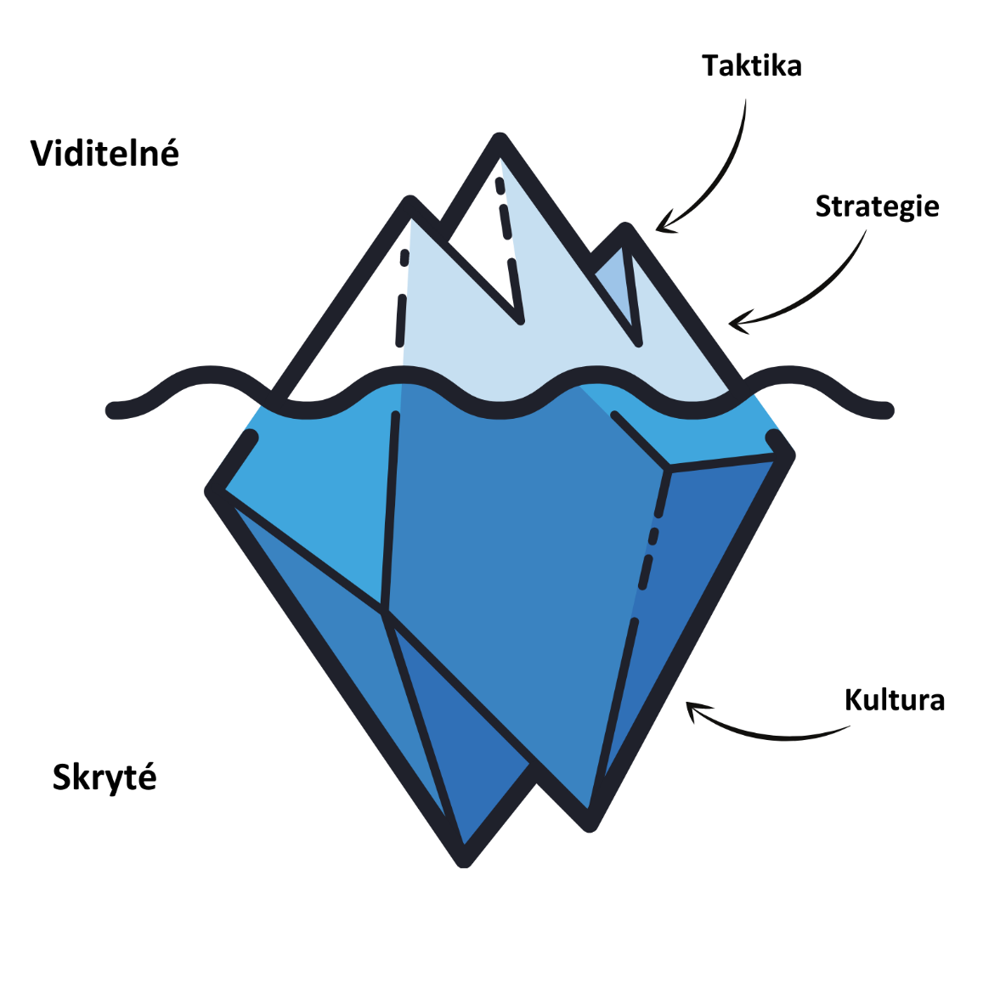 Taktika
Viditelné
Strategie
Kultura
Skryté